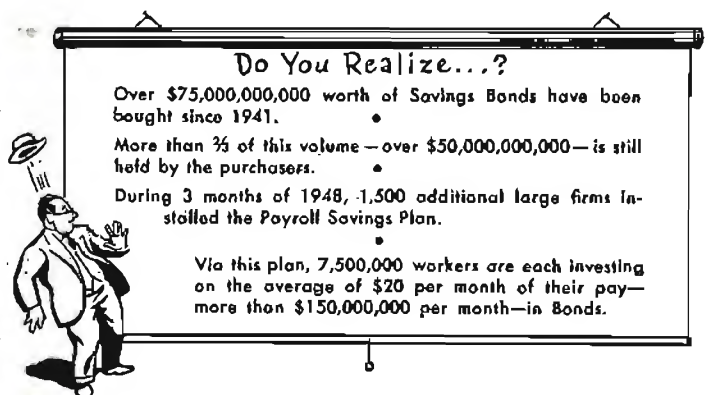 Do You Realize...?
Over $75,000,000,000 worth of Savings Bonds have been
bought since 1941. •
More than ⅔ of this volume—over $50,000,000,000—is still
held by the purchasers. •
During 3 months of 1948, 1,500 additional large firms in-
stalled the Payroll Savings Plan.
•
Via this plan, 7,500,000 workers are each investing
on the average of $20 per month of their pay—
more than $150,000,000 per month—in Bonds.